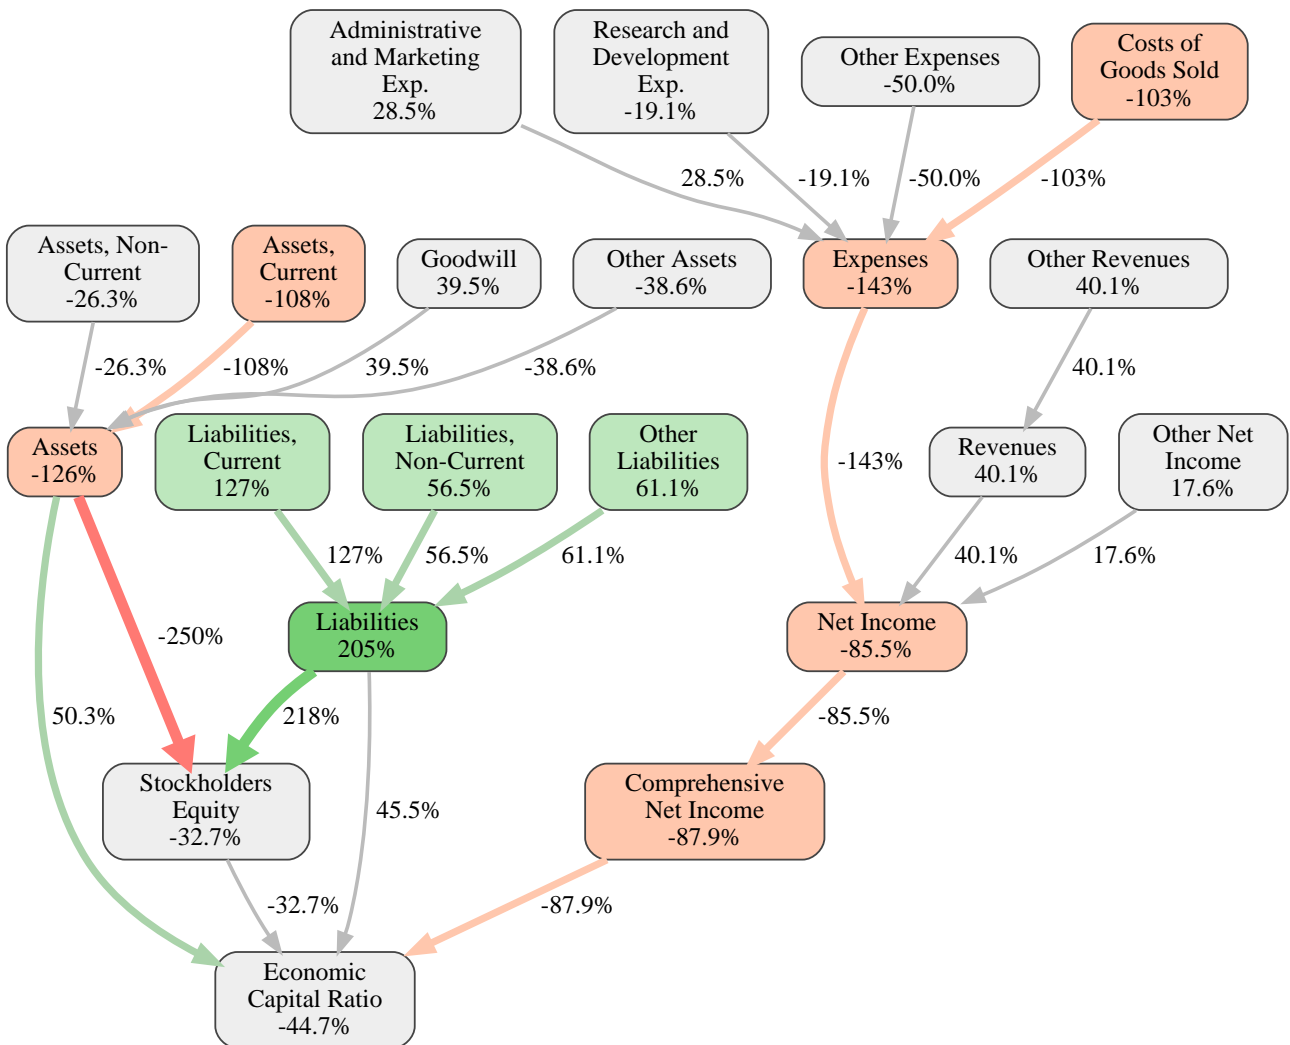 Administrative
and Marketing
Exp.
28.5%
Research and
Development
Exp.
-19.1%
Other Expenses
-50.0%
Costs of
Goods Sold
-103%
28.5%
-19.1%
-50.0%
-103%
Assets, Non-
Current
-26.3%
Assets,
Current
-108%
Goodwill
39.5%
Other Assets
-38.6%
Expenses
-143%
Other Revenues
40.1%
-26.3%
-108%
39.5%
-38.6%
40.1%
Assets
-126%
Liabilities,
Current
127%
Liabilities,
Non-Current
56.5%
Other
Liabilities
61.1%
-143%
Revenues
40.1%
Other Net
Income
17.6%
127%
56.5%
61.1%
40.1%
17.6%
-250%
Liabilities
205%
Net Income
-85.5%
50.3%
218%
-85.5%
Stockholders
Equity
-32.7%
45.5%
Comprehensive
Net Income
-87.9%
-32.7%
-87.9%
Economic
Capital Ratio
-44.7%